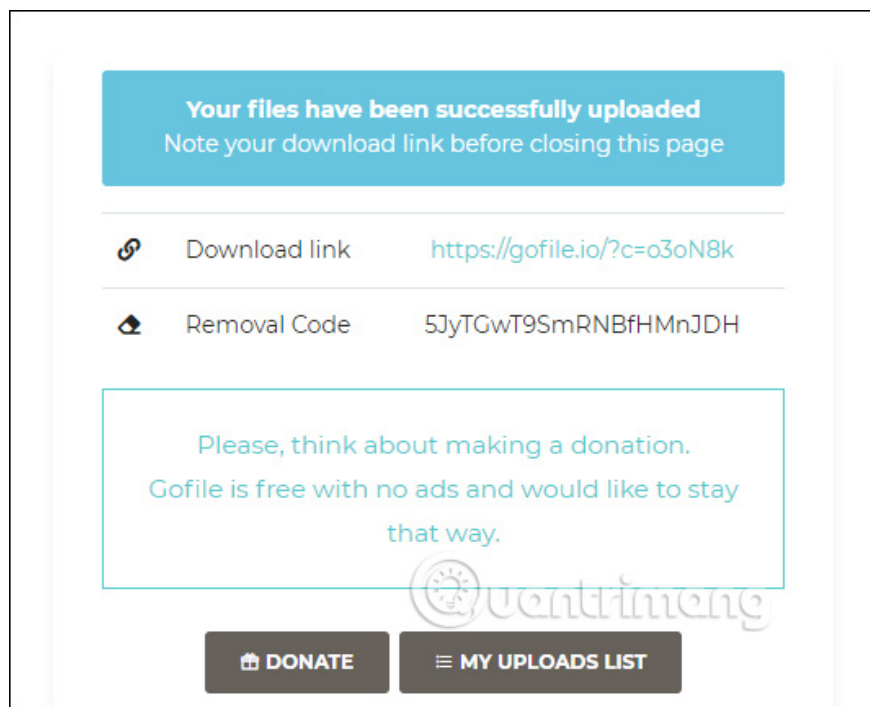 Your files have been successfully uploaded
Note your download link before closing this page
Download link https://gofile.io/?c=o3oN8k
Removal Code 5JyTGwT9SmRNBfHMnJDH
Please, think about making a donation.
Gofile is free with no ads and would like to stay
that way.
Quantrimang
DONATE MY UPLOADS LIST